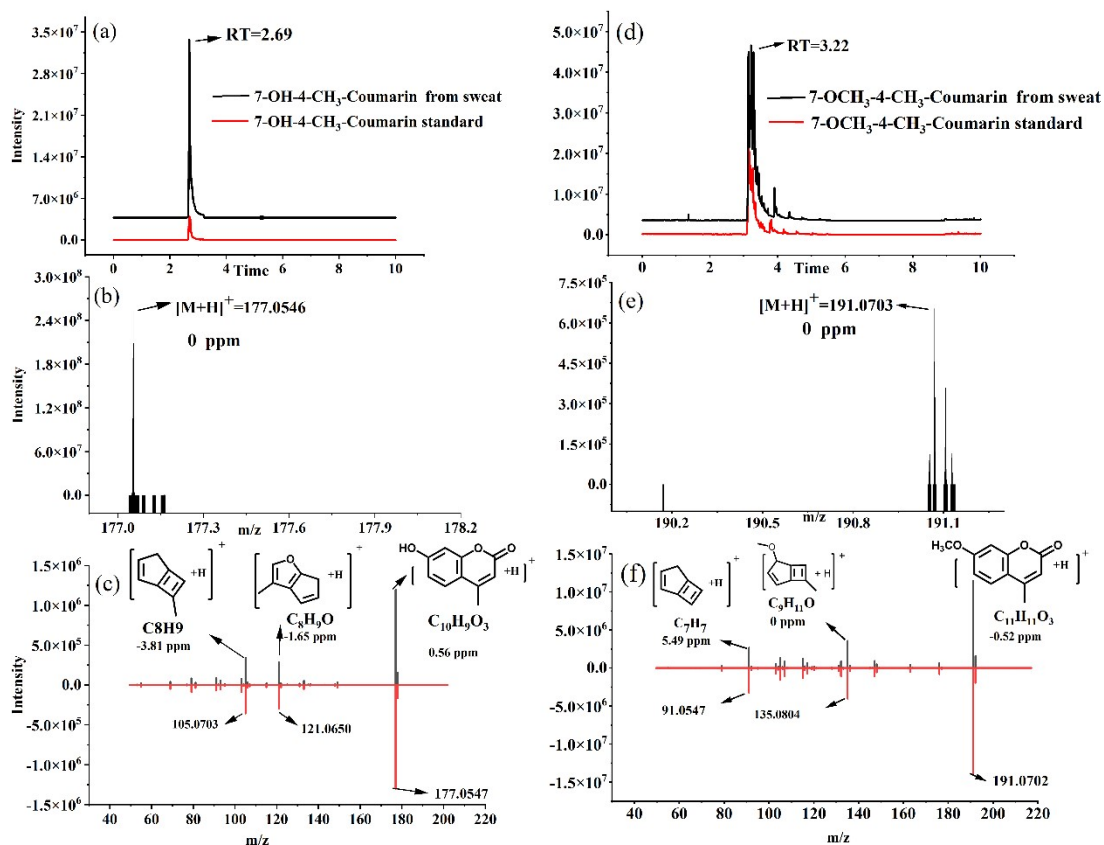 (a)
3.5×10⁷
2.8×10⁷
2.1×10⁷
1.4×10⁷
7.0×10⁶
0.0
Intensity
RT=2.69
7-OH-4-CH₃-Coumarin from sweat
7-OH-4-CH₃-Coumarin standard
0 2 4 6 8 10
Time
(d)
5.0×10⁷
4.0×10⁷
3.0×10⁷
2.0×10⁷
1.0×10⁷
0.0
RT=3.22
7-OCH₃-4-CH₃-Coumarin from sweat
7-OCH₃-4-CH₃-Coumarin standard
0 2 4 6 8 10
Time
(b)
3.0×10⁸
2.4×10⁸
1.8×10⁸
1.2×10⁸
6.0×10⁷
0.0
Intensity
[M+H]⁺=177.0546
0 ppm
177.0 177.3 177.6 177.9 178.2
m/z
(e)
7.5×10⁵
6.0×10⁵
4.5×10⁵
3.0×10⁵
1.5×10⁵
0.0
[M+H]⁺=191.0703
0 ppm
190.2 190.5 190.8 191.1
m/z
(c)
1.5×10⁶
1.0×10⁶
5.0×10⁵
0.0
-5.0×10⁵
-1.0×10⁶
-1.5×10⁶
Intensity
+H
+
C8H9
-3.81 ppm
O
+H
+
C₈H₉O
-1.65 ppm
HO
O
O
+H
+
C₁₀H₉O₃
0.56 ppm
105.0703
121.0650
177.0547
40 60 80 100 120 140 160 180 200 220
m/z
(f)
1.5×10⁷
1.0×10⁷
5.0×10⁶
0.0
-5.0×10⁶
-1.0×10⁷
-1.5×10⁷
+H
+
C₇H₇
5.49 ppm
O
+ H
+
C₉H₁₁O
0 ppm
H₃CO
O
O
+H
+
C₁₁H₁₁O₃
-0.52 ppm
91.0547
135.0804
191.0702
40 60 80 100 120 140 160 180 200 220
m/z